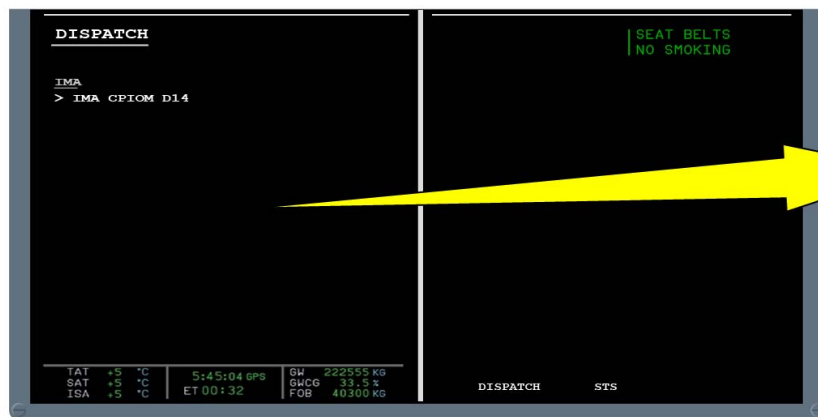 DISPATCH
IMA
> IMA CPIOM D14
SEAT BELTS
NO SMOKING
TAT +5 °C
SAT +5 °C
ISA +5 °C
5:45:04 GPS
ET 00:32
GW 222555 KG
GWCG 33.5 %
FOB 40300 KG
DISPATCH STS